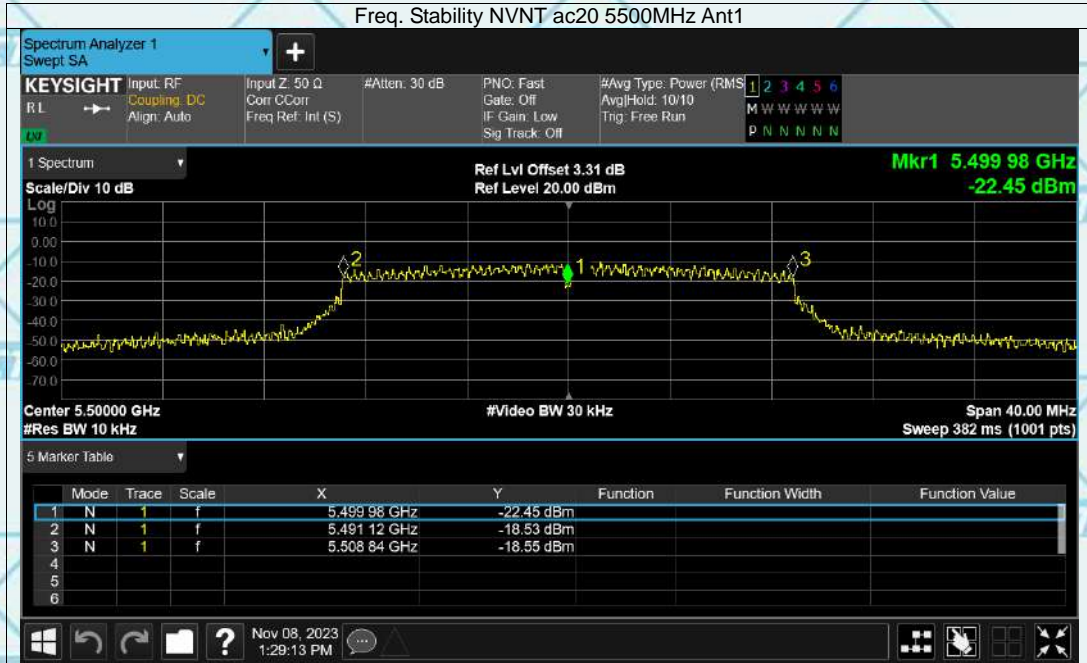 Freq. Stability NVNT ac20 5500MHz Ant1
Spectrum Analyzer 1
Swept SA
KEYSIGHT
R L
LXI
Input: RF
Coupling: DC
Align: Auto
Input Z: 50 Ω
Corr CCorr
Freq Ref: Int (S)
#Atten: 30 dB
PNO: Fast
Gate: Off
IF Gain: Low
Sig Track: Off
#Avg Type: Power (RMS
Avg|Hold: 10/10
Trig: Free Run
1 2 3 4 5 6
M W W W W W
P N N N N N
1 Spectrum
Scale/Div 10 dB
Ref Lvl Offset 3.31 dB
Ref Level 20.00 dBm
Mkr1 5.499 98 GHz
-22.45 dBm
Log
10.0
0.00
-10.0
-20.0
-30.0
-40.0
-50.0
-60.0
-70.0
2
1
3
Center 5.50000 GHz
#Video BW 30 kHz
Span 40.00 MHz
#Res BW 10 kHz
Sweep 382 ms (1001 pts)
5 Marker Table
Mode Trace Scale X Y Function Function Width Function Value
1 N 1 f 5.499 98 GHz -22.45 dBm
2 N 1 f 5.491 12 GHz -18.53 dBm
3 N 1 f 5.508 84 GHz -18.55 dBm
4
5
6
?
Nov 08, 2023
1:29:13 PM